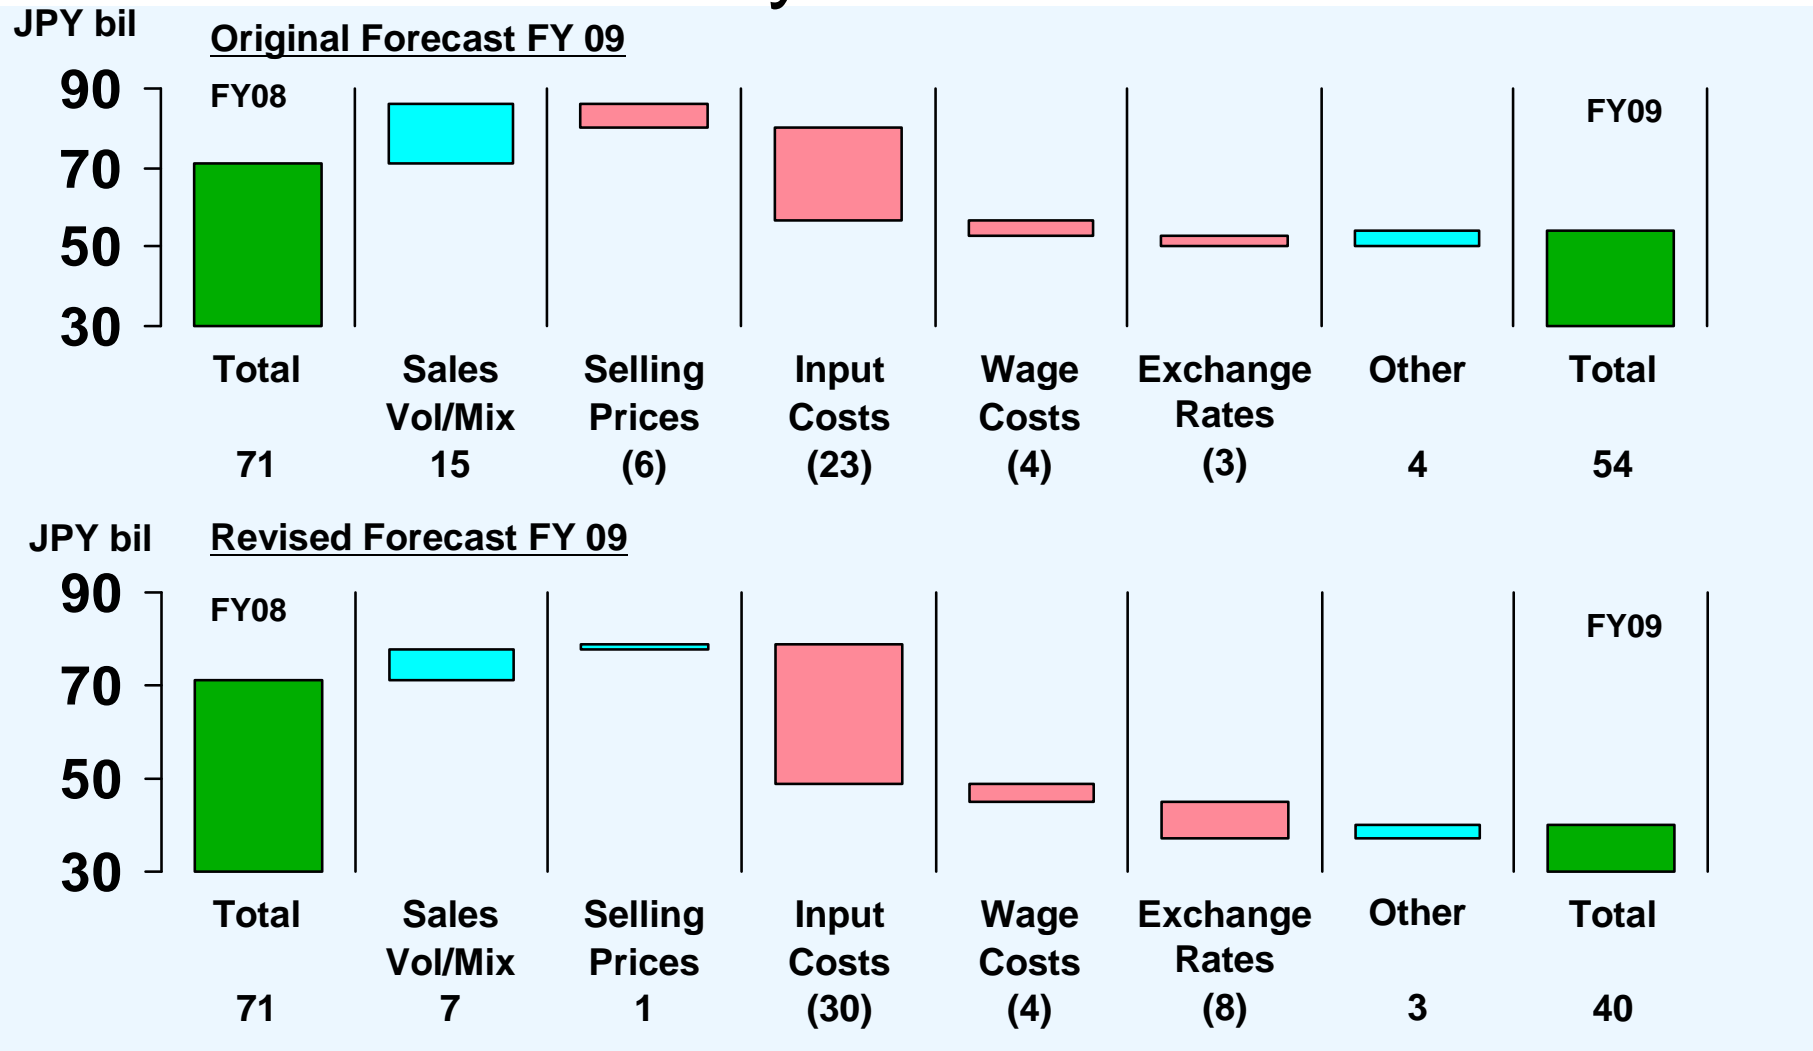 JPY bil
Original Forecast FY 09
90
70
50
30
FY08
FY09
Total Sales Selling Input Wage Exchange Other Total
Vol/Mix Prices Costs Costs Rates
71 15 (6) (23) (4) (3) 4 54
JPY bil
Revised Forecast FY 09
90
70
50
30
FY08
FY09
Total Sales Selling Input Wage Exchange Other Total
Vol/Mix Prices Costs Costs Rates
71 7 1 (30) (4) (8) 3 40